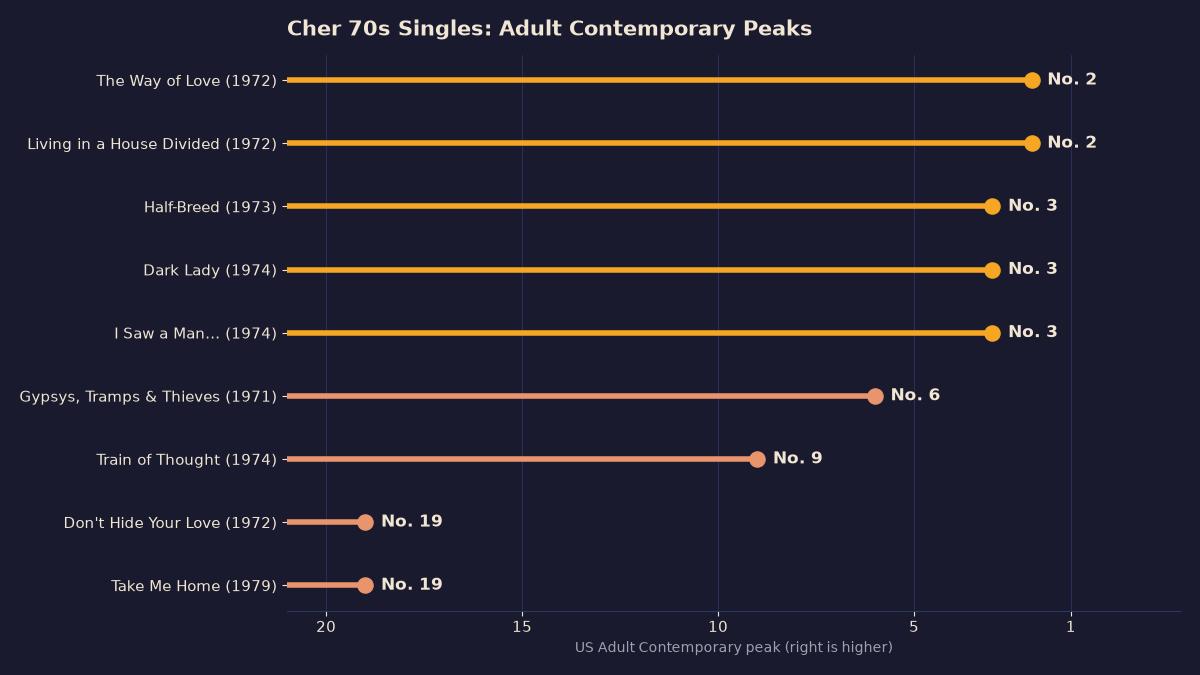 Cher 70s Singles: Adult Contemporary Peaks
The Way of Love (1972) No. 2
Living in a House Divided (1972) No. 2
Half-Breed (1973) No. 3
Dark Lady (1974) No. 3
I Saw a Man... (1974) No. 3
Gypsys, Tramps & Thieves (1971) No. 6
Train of Thought (1974) No. 9
Don't Hide Your Love (1972) No. 19
Take Me Home (1979) No. 19
20 15 10 5 1
US Adult Contemporary peak (right is higher)